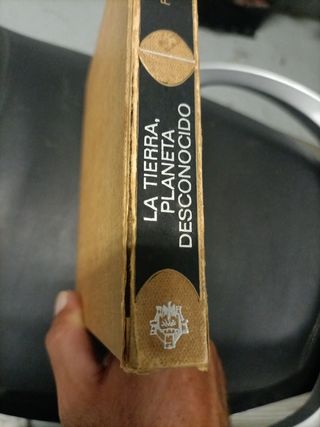 LA TIERRA,
PLANETA
DESCONOCIDO